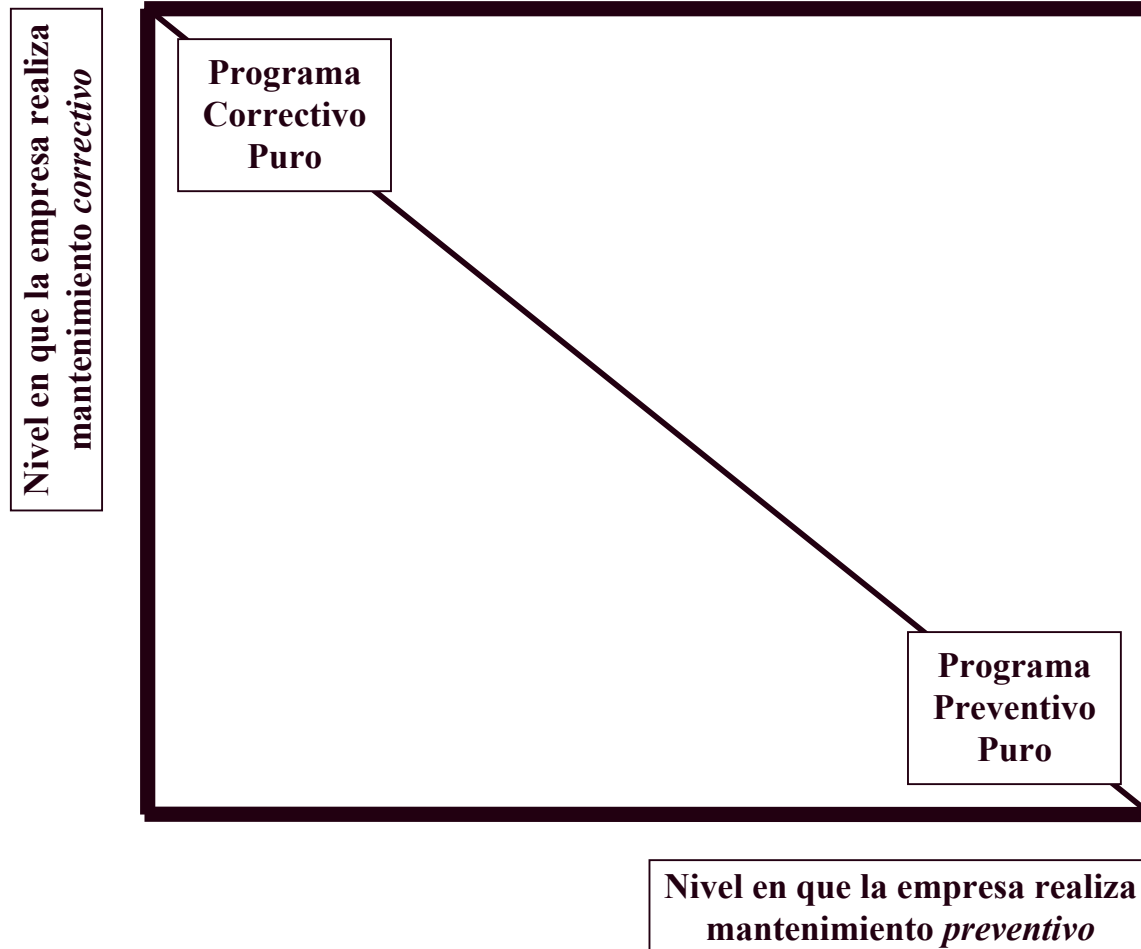 Nivel en que la empresa realiza
mantenimiento correctivo
Programa
Correctivo
Puro
Programa
Preventivo
Puro
Nivel en que la empresa realiza
mantenimiento preventivo